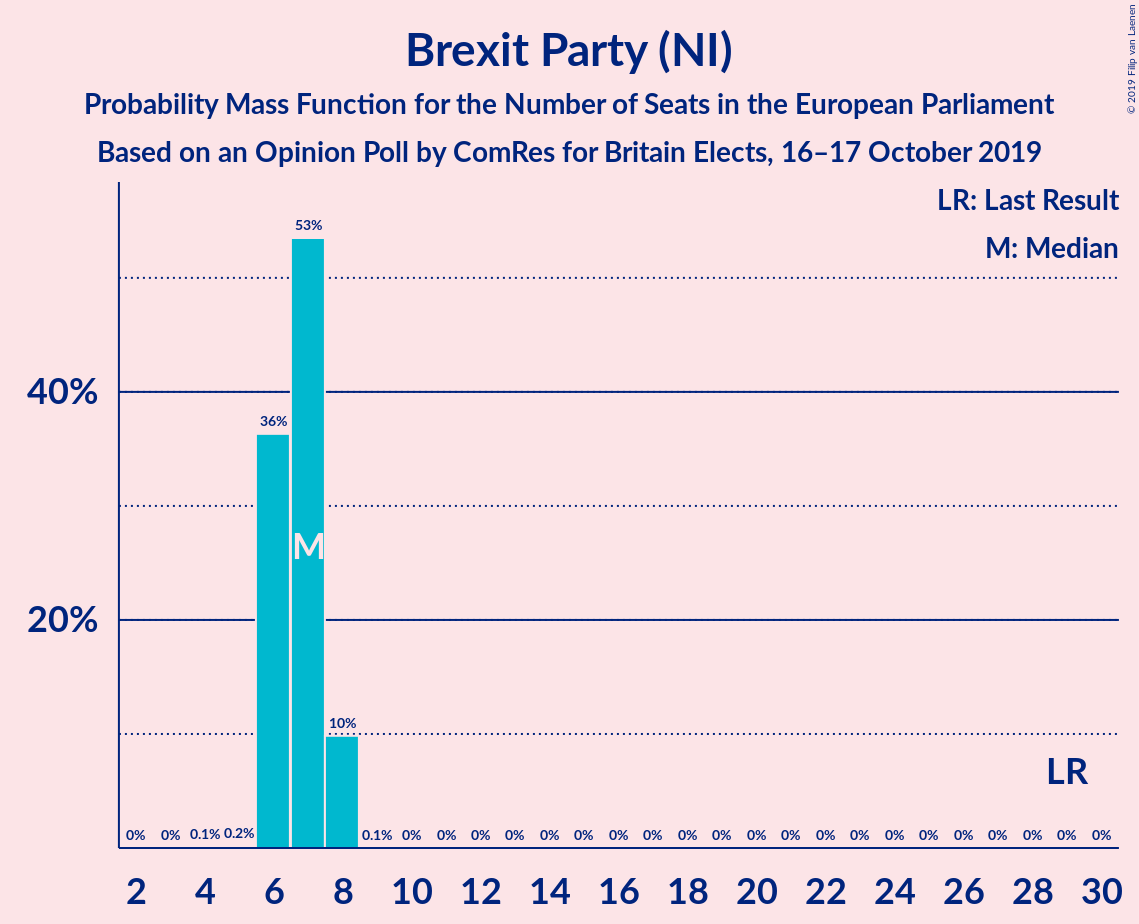 Brexit Party (NI)
Probability Mass Function for the Number of Seats in the European Parliament
Based on an Opinion Poll by ComRes for Britain Elects, 16–17 October 2019
© 2019 Filip van Laenen
LR: Last Result
M: Median
40%
20%
53%
36%
M
10%
LR
0% 0% 0.1% 0.2% 0.1% 0% 0% 0% 0% 0% 0% 0% 0% 0% 0% 0% 0% 0% 0% 0% 0% 0% 0% 0% 0% 0%
2 4 6 8 10 12 14 16 18 20 22 24 26 28 30